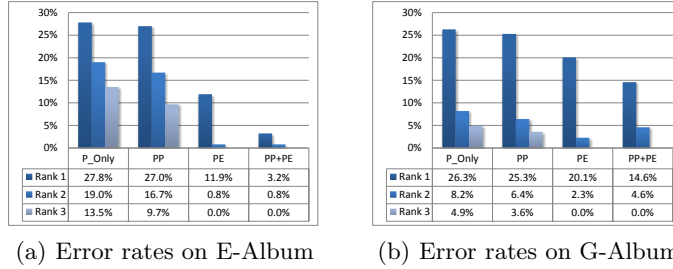 30%
25%
20%
15%
10%
5%
0%
P_Only PP PE PP+PE
Rank 1 27.8% 27.0% 11.9% 3.2%
Rank 2 19.0% 16.7% 0.8% 0.8%
Rank 3 13.5% 9.7% 0.0% 0.0%
(a) Error rates on E-Album
30%
25%
20%
15%
10%
5%
0%
P_Only PP PE PP+PE
Rank 1 26.3% 25.3% 20.1% 14.6%
Rank 2 8.2% 6.4% 2.3% 4.6%
Rank 3 4.9% 3.6% 0.0% 0.0%
(b) Error rates on G-Album